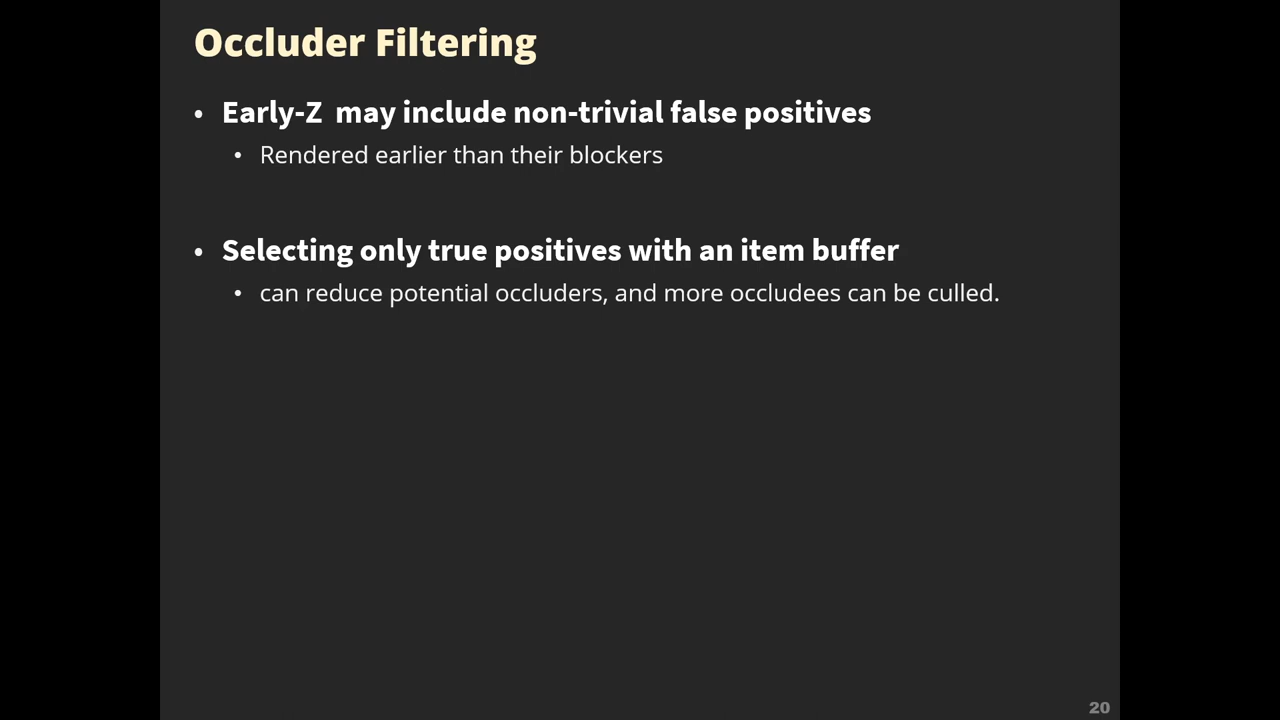 Occluder Filtering
• Early-Z may include non-trivial false positives
• Rendered earlier than their blockers
• Selecting only true positives with an item buffer
• can reduce potential occluders, and more occludees can be culled.
20